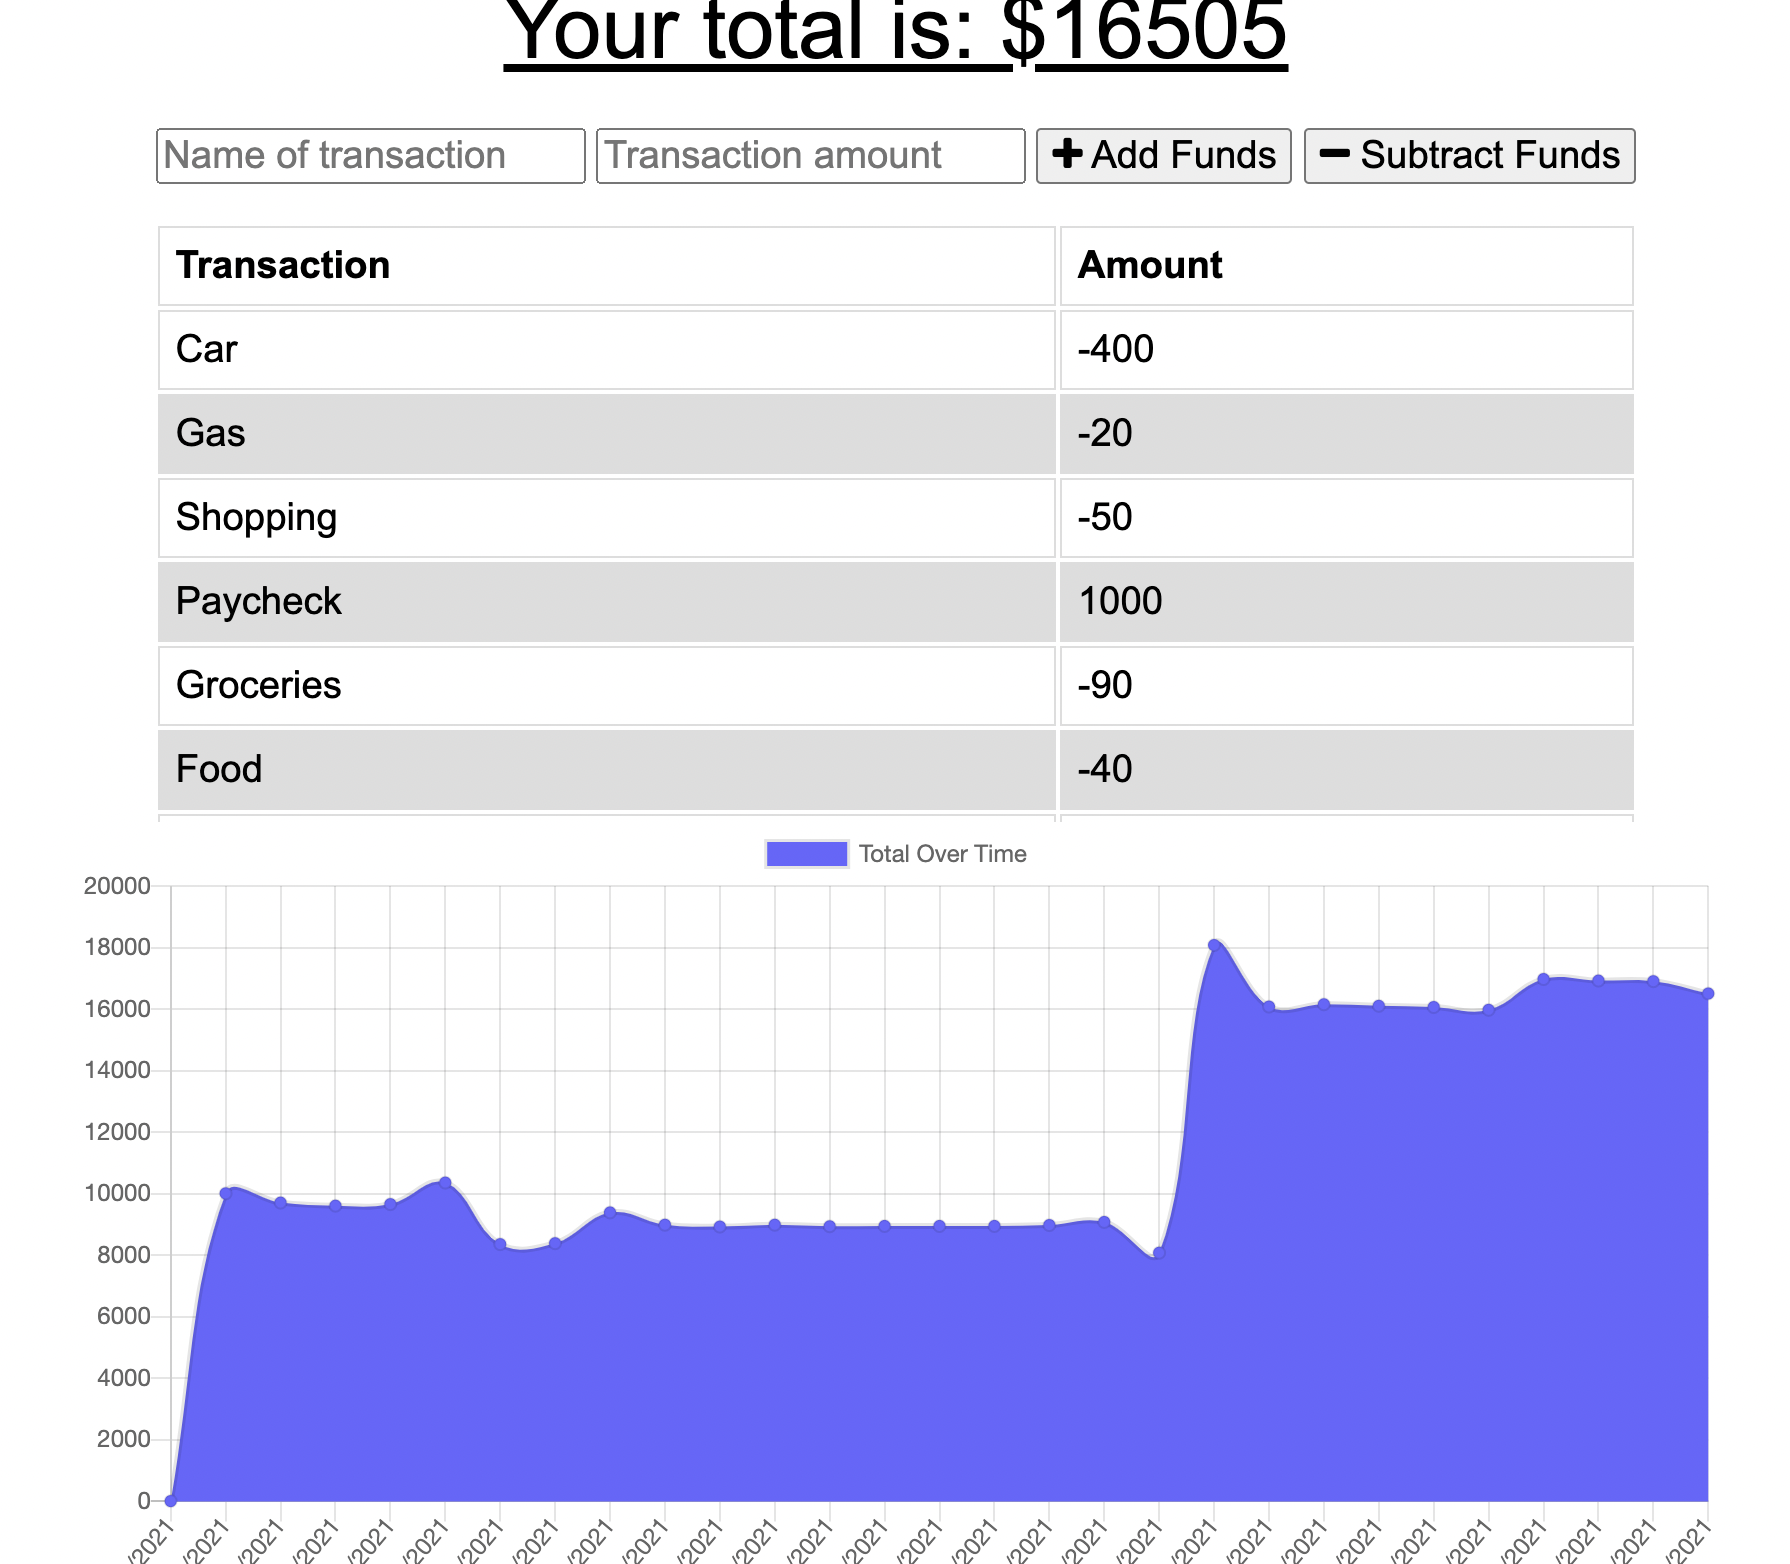 Your total is: $16505
Name of transaction Transaction amount Add Funds Subtract Funds
Transaction Amount
Car -400
Gas -20
Shopping -50
Paycheck 1000
Groceries -90
Food -40
Total Over Time
20000
18000
16000
14000
12000
10000
8000
6000
4000
2000
0
/2021 /2021 /2021 /2021 /2021 /2021 /2021 /2021 /2021 /2021 /2021 /2021 /2021 /2021 /2021 /2021 /2021 /2021 /2021 /2021 /2021 /2021 /2021 /2021 /2021 /2021 /2021 /2021 /2021